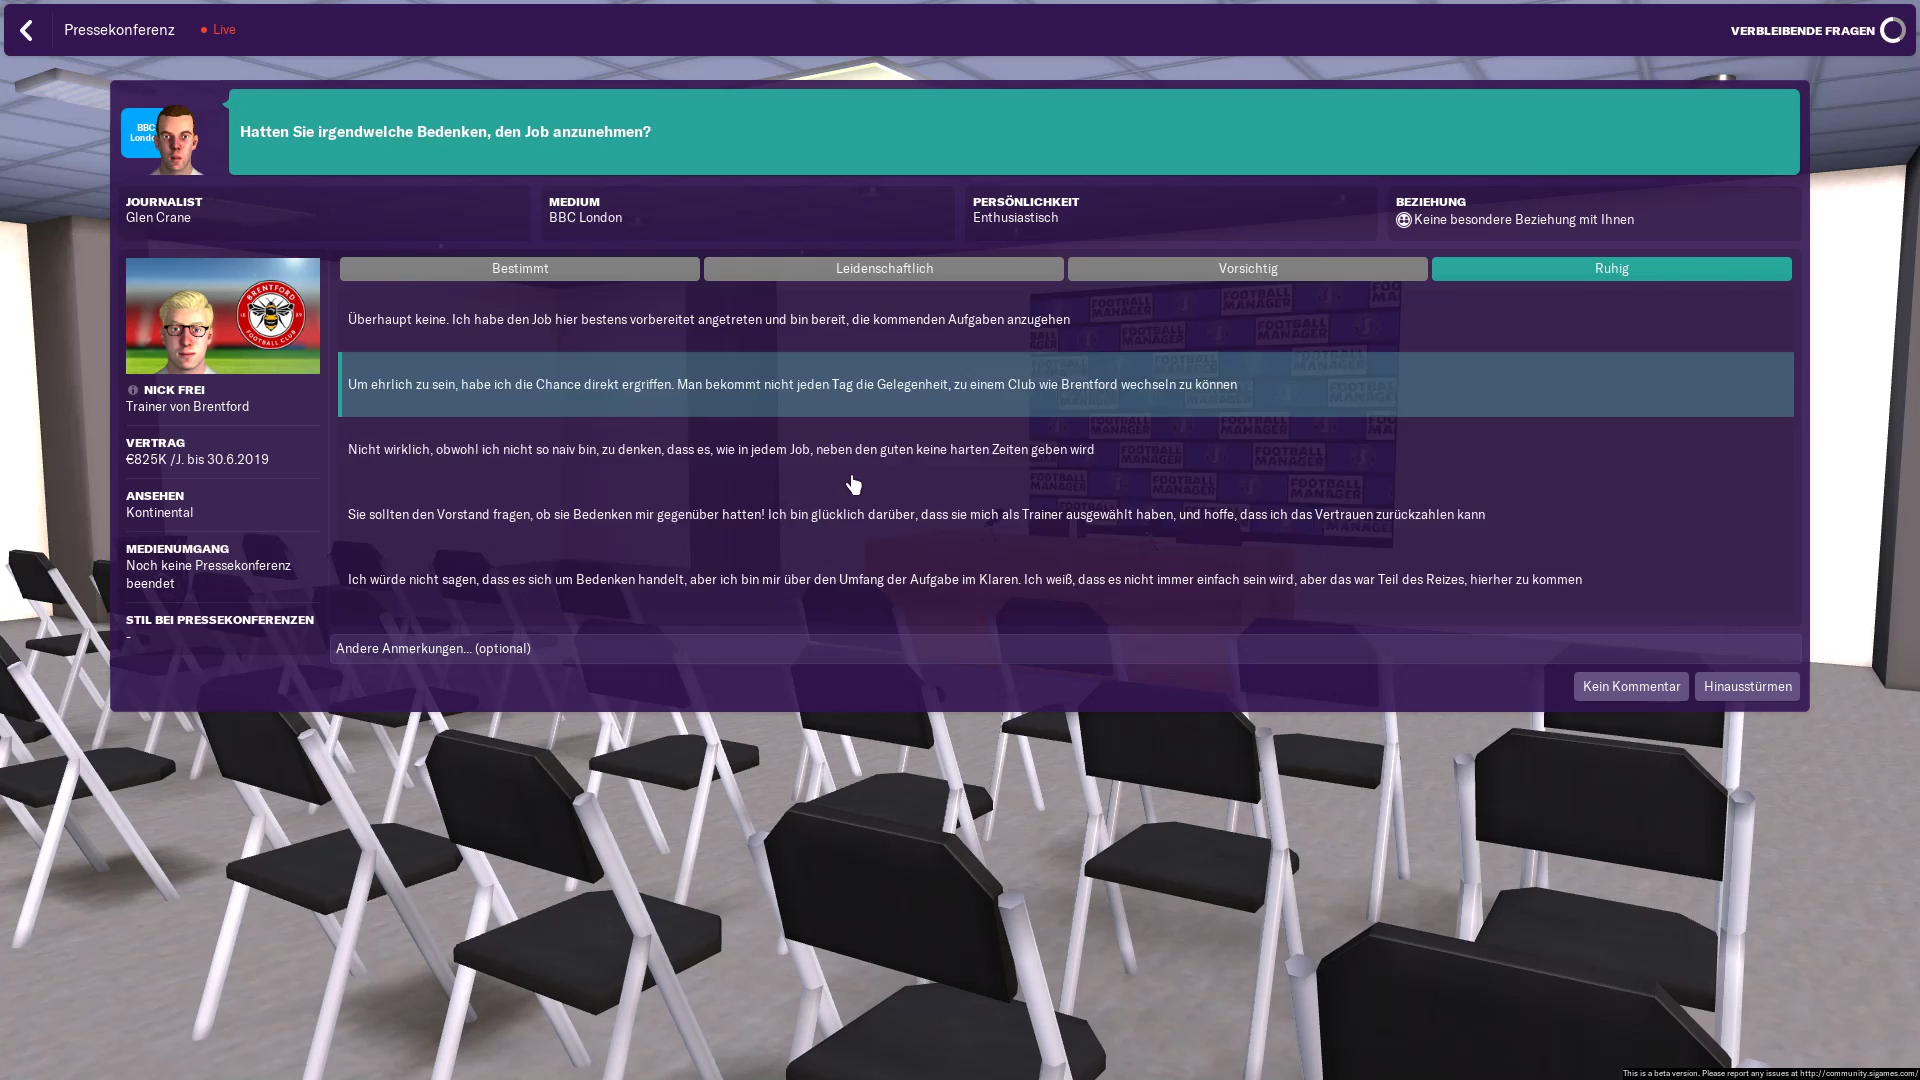 Pressekonferenz
Live
VERBLEIBENDE FRAGEN
BBC
London
Hatten Sie irgendwelche Bedenken, den Job anzunehmen?
JOURNALIST
Glen Crane
MEDIUM
BBC London
PERSÖNLICHKEIT
Enthusiastisch
BEZIEHUNG
Keine besondere Beziehung mit Ihnen
BRENTFORD
FOOTBALL CLUB
Bestimmt
Leidenschaftlich
Vorsichtig
Ruhig
Überhaupt keine. Ich habe den Job hier bestens vorbereitet angetreten und bin bereit, die kommenden Aufgaben anzugehen
Um ehrlich zu sein, habe ich die Chance direkt ergriffen. Man bekommt nicht jeden Tag die Gelegenheit, zu einem Club wie Brentford wechseln zu können
Nicht wirklich, obwohl ich nicht so naiv bin, zu denken, dass es, wie in jedem Job, neben den guten keine harten Zeiten geben wird
Sie sollten den Vorstand fragen, ob sie Bedenken mir gegenüber hatten! Ich bin glücklich darüber, dass sie mich als Trainer ausgewählt haben, und hoffe, dass ich das Vertrauen zurückzahlen kann
Ich würde nicht sagen, dass es sich um Bedenken handelt, aber ich bin mir über den Umfang der Aufgabe im Klaren. Ich weiß, dass es nicht immer einfach sein wird, aber das war Teil des Reizes, hierher zu kommen
NICK FREI
Trainer von Brentford
VERTRAG
€825K /J. bis 30.6.2019
ANSEHEN
Kontinental
MEDIENUMGANG
Noch keine Pressekonferenz
beendet
STIL BEI PRESSEKONFERENZEN
-
FOOTBALL MANAGER
Andere Anmerkungen... (optional)
Kein Kommentar
Hinausstürmen
This is a beta version. Please report any issues at http://community.sigames.com/